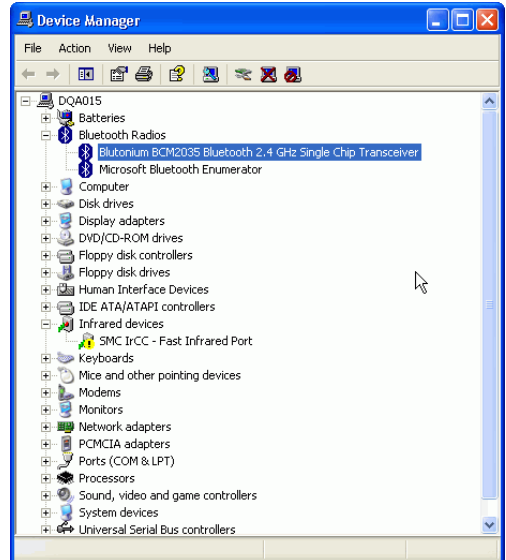 Device Manager
File Action View Help
DQA015
Batteries
Bluetooth Radios
Blutonium BCM2035 Bluetooth 2.4 GHz Single Chip Transceiver
Microsoft Bluetooth Enumerator
Computer
Disk drives
Display adapters
DVD/CD-ROM drives
Floppy disk controllers
Floppy disk drives
Human Interface Devices
IDE ATA/ATAPI controllers
Infrared devices
SMC IrCC - Fast Infrared Port
Keyboards
Mice and other pointing devices
Modems
Monitors
Network adapters
PCMCIA adapters
Ports (COM & LPT)
Processors
Sound, video and game controllers
System devices
Universal Serial Bus controllers